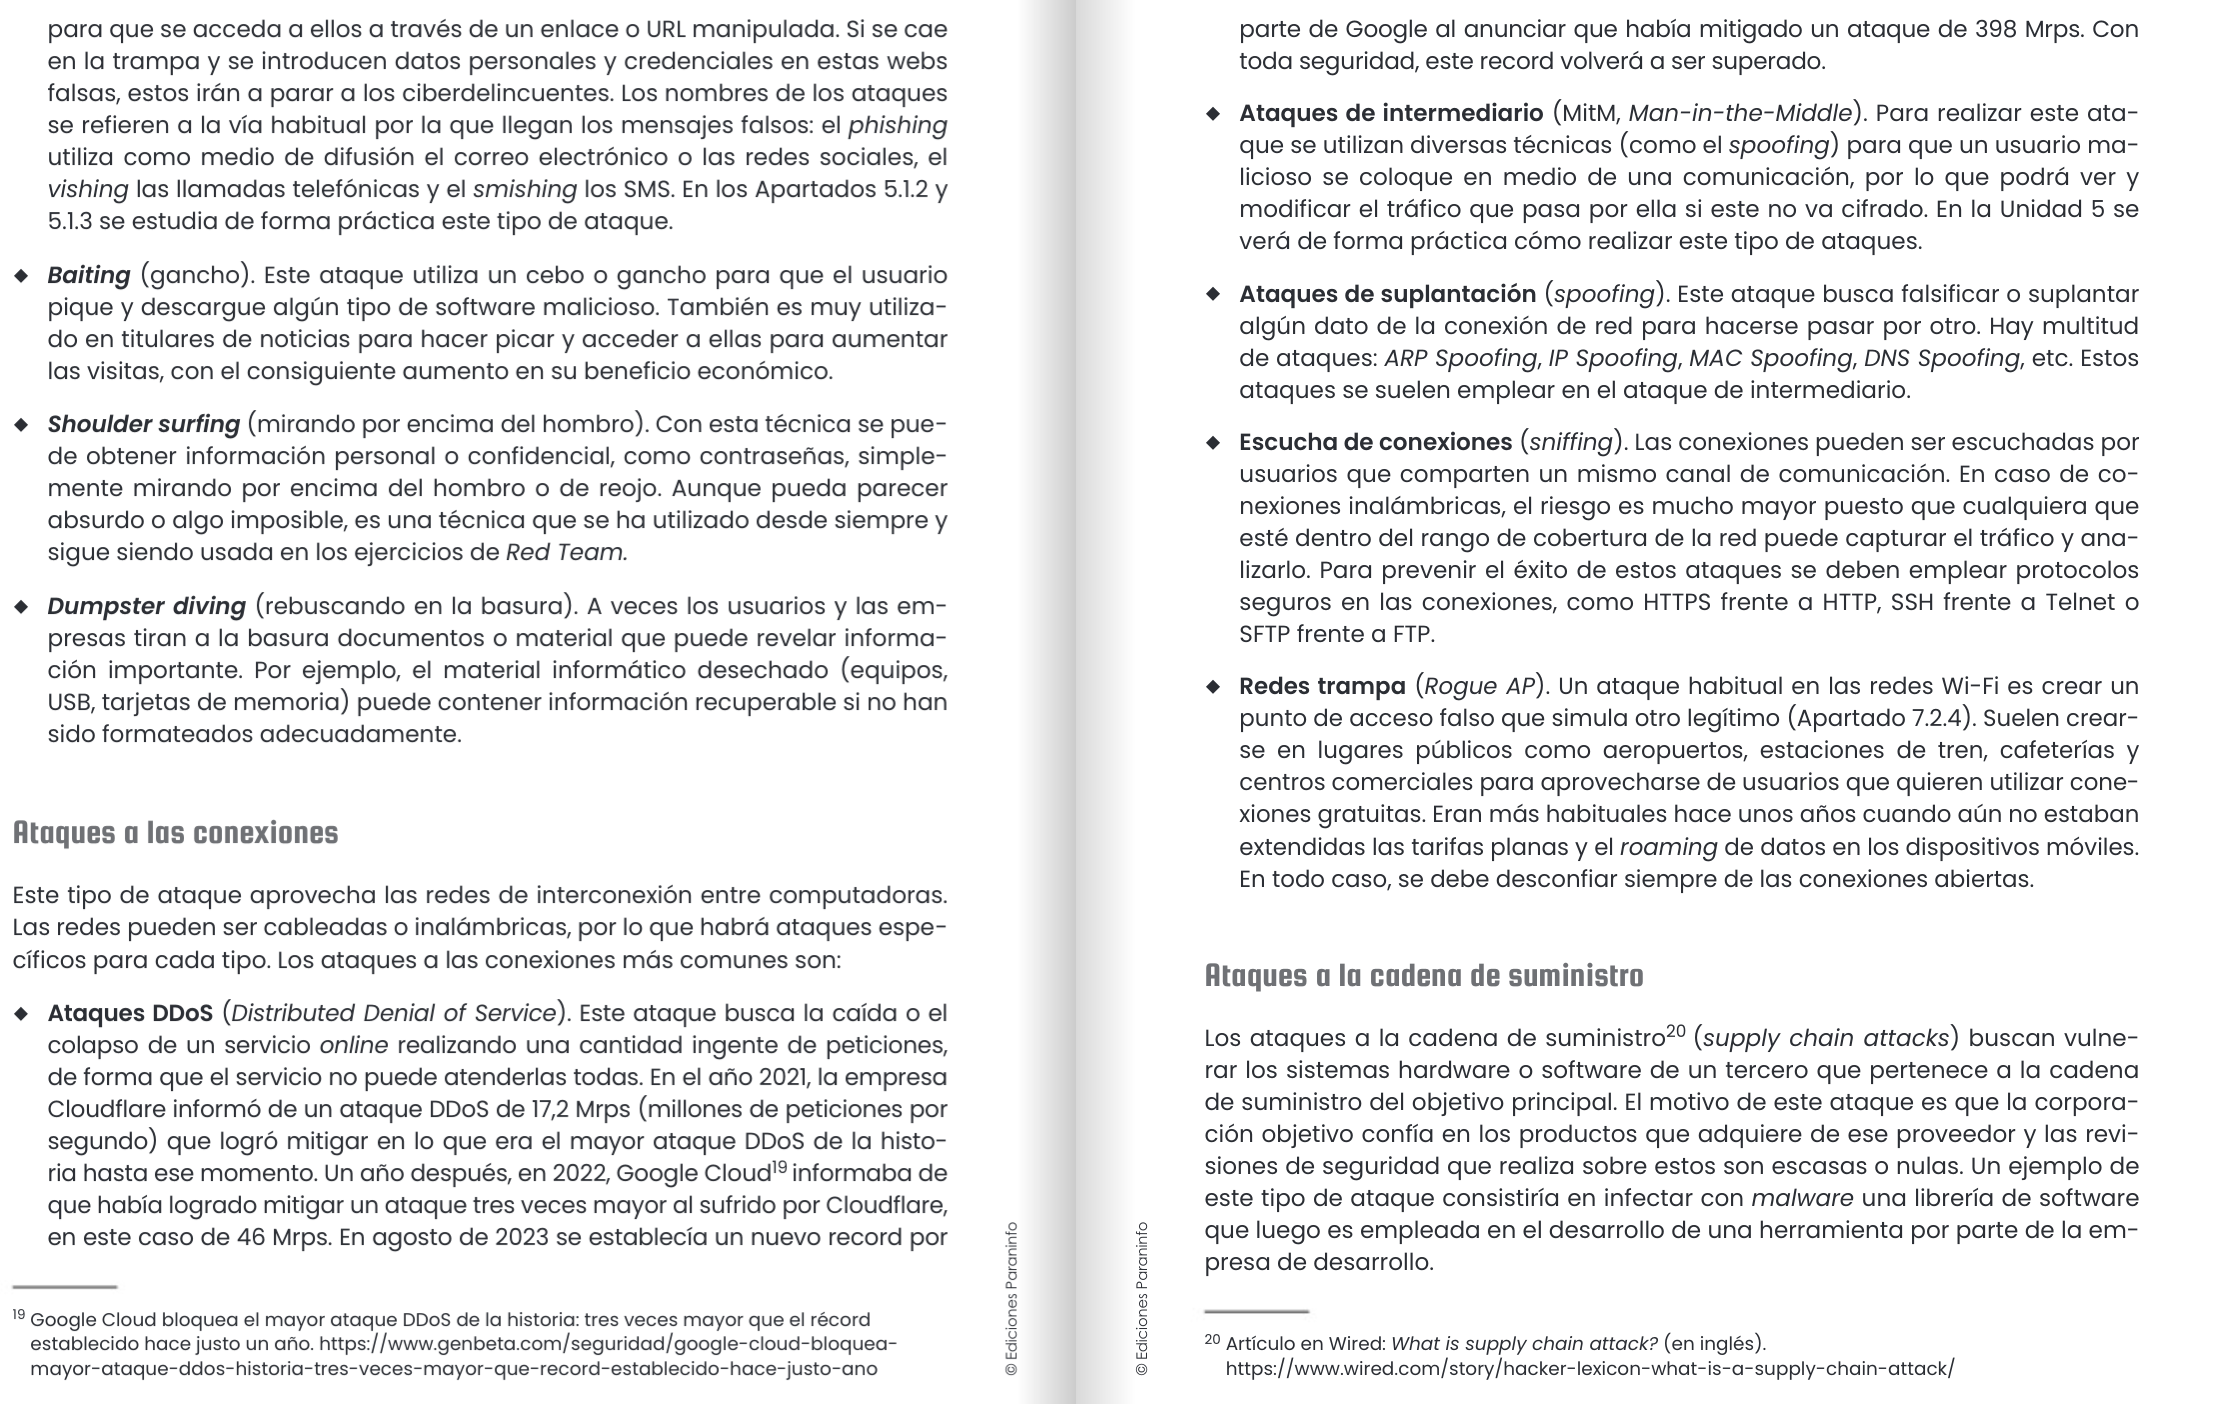 para que se acceda a ellos a través de un enlace o URL manipulada. Si se cae
en la trampa y se introducen datos personales y credenciales en estas webs
falsas, estos irán a parar a los ciberdelincuentes. Los nombres de los ataques
se refieren a la vía habitual por la que llegan los mensajes falsos: el phishing
utiliza como medio de difusión el correo electrónico o las redes sociales, el
vishing las llamadas telefónicas y el smishing los SMS. En los Apartados 5.1.2 y
5.1.3 se estudia de forma práctica este tipo de ataque.
◆ Baiting (gancho). Este ataque utiliza un cebo o gancho para que el usuario
pique y descargue algún tipo de software malicioso. También es muy utiliza-
do en titulares de noticias para hacer picar y acceder a ellas para aumentar
las visitas, con el consiguiente aumento en su beneficio económico.
◆ Shoulder surfing (mirando por encima del hombro). Con esta técnica se pue-
de obtener información personal o confidencial, como contraseñas, simple-
mente mirando por encima del hombro o de reojo. Aunque pueda parecer
absurdo o algo imposible, es una técnica que se ha utilizado desde siempre y
sigue siendo usada en los ejercicios de Red Team.
◆ Dumpster diving (rebuscando en la basura). A veces los usuarios y las em-
presas tiran a la basura documentos o material que puede revelar informa-
ción importante. Por ejemplo, el material informático desechado (equipos,
USB, tarjetas de memoria) puede contener información recuperable si no han
sido formateados adecuadamente.
Ataques a las conexiones
Este tipo de ataque aprovecha las redes de interconexión entre computadoras.
Las redes pueden ser cableadas o inalámbricas, por lo que habrá ataques espe-
cíficos para cada tipo. Los ataques a las conexiones más comunes son:
◆ Ataques DDoS (Distributed Denial of Service). Este ataque busca la caída o el
colapso de un servicio online realizando una cantidad ingente de peticiones,
de forma que el servicio no puede atenderlas todas. En el año 2021, la empresa
Cloudflare informó de un ataque DDoS de 17,2 Mrps (millones de peticiones por
segundo) que logró mitigar en lo que era el mayor ataque DDoS de la histo-
ria hasta ese momento. Un año después, en 2022, Google Cloud19 informaba de
que había logrado mitigar un ataque tres veces mayor al sufrido por Cloudflare,
en este caso de 46 Mrps. En agosto de 2023 se establecía un nuevo record por
19 Google Cloud bloquea el mayor ataque DDoS de la historia: tres veces mayor que el récord
establecido hace justo un año. https://www.genbeta.com/seguridad/google-cloud-bloquea-
mayor-ataque-ddos-historia-tres-veces-mayor-que-record-establecido-hace-justo-ano
© Ediciones Paraninfo
parte de Google al anunciar que había mitigado un ataque de 398 Mrps. Con
toda seguridad, este record volverá a ser superado.
◆ Ataques de intermediario (MitM, Man-in-the-Middle). Para realizar este ata-
que se utilizan diversas técnicas (como el spoofing) para que un usuario ma-
licioso se coloque en medio de una comunicación, por lo que podrá ver y
modificar el tráfico que pasa por ella si este no va cifrado. En la Unidad 5 se
verá de forma práctica cómo realizar este tipo de ataques.
◆ Ataques de suplantación (spoofing). Este ataque busca falsificar o suplantar
algún dato de la conexión de red para hacerse pasar por otro. Hay multitud
de ataques: ARP Spoofing, IP Spoofing, MAC Spoofing, DNS Spoofing, etc. Estos
ataques se suelen emplear en el ataque de intermediario.
◆ Escucha de conexiones (sniffing). Las conexiones pueden ser escuchadas por
usuarios que comparten un mismo canal de comunicación. En caso de co-
nexiones inalámbricas, el riesgo es mucho mayor puesto que cualquiera que
esté dentro del rango de cobertura de la red puede capturar el tráfico y ana-
lizarlo. Para prevenir el éxito de estos ataques se deben emplear protocolos
seguros en las conexiones, como HTTPS frente a HTTP, SSH frente a Telnet o
SFTP frente a FTP.
◆ Redes trampa (Rogue AP). Un ataque habitual en las redes Wi-Fi es crear un
punto de acceso falso que simula otro legítimo (Apartado 7.2.4). Suelen crear-
se en lugares públicos como aeropuertos, estaciones de tren, cafeterías y
centros comerciales para aprovecharse de usuarios que quieren utilizar cone-
xiones gratuitas. Eran más habituales hace unos años cuando aún no estaban
extendidas las tarifas planas y el roaming de datos en los dispositivos móviles.
En todo caso, se debe desconfiar siempre de las conexiones abiertas.
Ataques a la cadena de suministro
Los ataques a la cadena de suministro20 (supply chain attacks) buscan vulne-
rar los sistemas hardware o software de un tercero que pertenece a la cadena
de suministro del objetivo principal. El motivo de este ataque es que la corpora-
ción objetivo confía en los productos que adquiere de ese proveedor y las revi-
siones de seguridad que realiza sobre estos son escasas o nulas. Un ejemplo de
este tipo de ataque consistiría en infectar con malware una librería de software
que luego es empleada en el desarrollo de una herramienta por parte de la em-
presa de desarrollo.
20 Artículo en Wired: What is supply chain attack? (en inglés).
https://www.wired.com/story/hacker-lexicon-what-is-a-supply-chain-attack/
© Ediciones Paraninfo